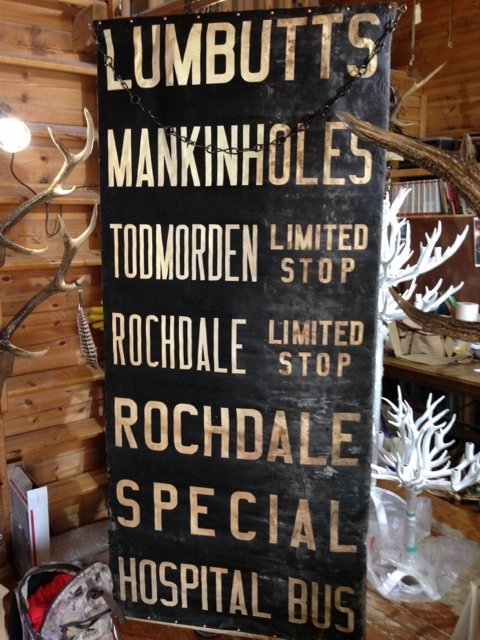 LUMBUTTS
MANKINHOLES
TODMORDEN LIMITED STOP
ROCHDALE LIMITED STOP
ROCHDALE
SPECIAL
HOSPITAL BUS